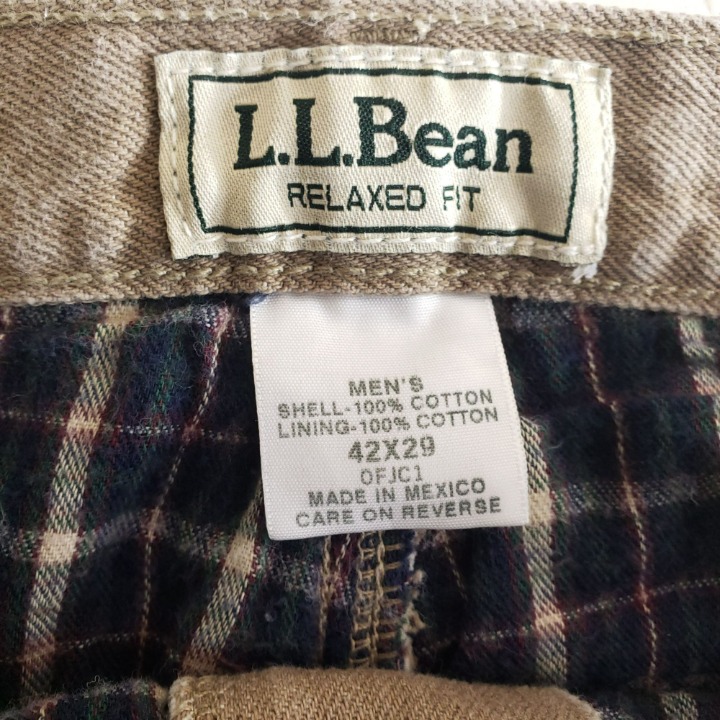 L.L.Bean
RELAXED FIT
MEN'S
SHELL-100% COTTON
LINING-100% COTTON
42X29
0FJC1
MADE IN MEXICO
CARE ON REVERSE